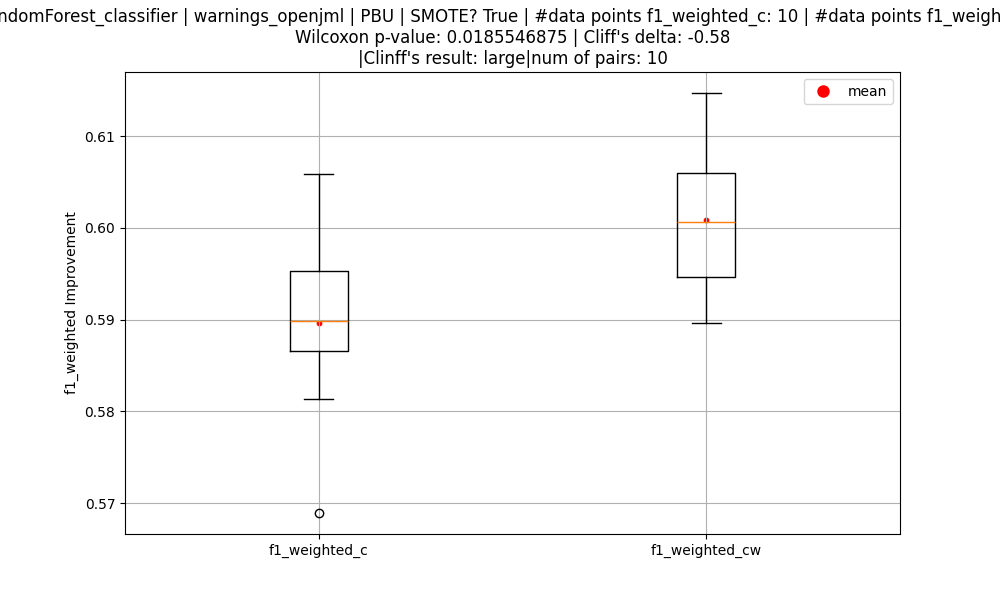 ndomForest_classifier | warnings_openjml | PBU | SMOTE? True | #data points f1_weighted_c: 10 | #data points f1_weigh
Wilcoxon p-value: 0.0185546875 | Cliff's delta: -0.58
|Clinff's result: large|num of pairs: 10
mean
0.61
0.60
0.59
0.58
0.57
f1_weighted Improvement
f1_weighted_c
f1_weighted_cw